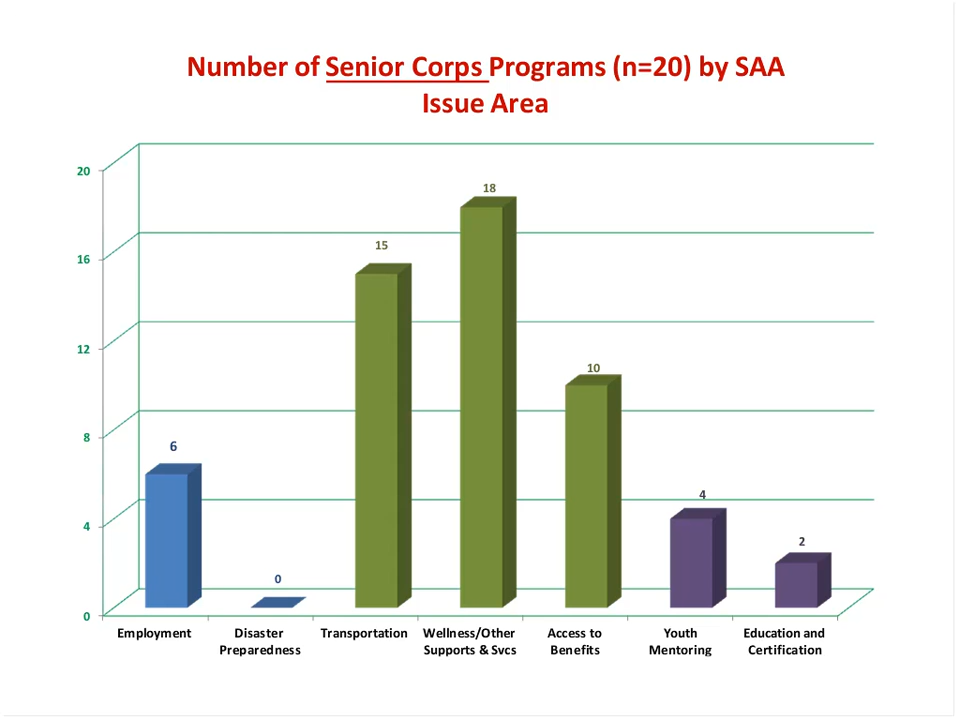 Number of Senior Corps Programs (n=20) by SAA
Issue Area
20
16
12
8
4
0
6
0
15
18
10
4
2
Employment
Disaster
Preparedness
Transportation
Wellness/Other
Supports & Svcs
Access to
Benefits
Youth
Mentoring
Education and
Certification